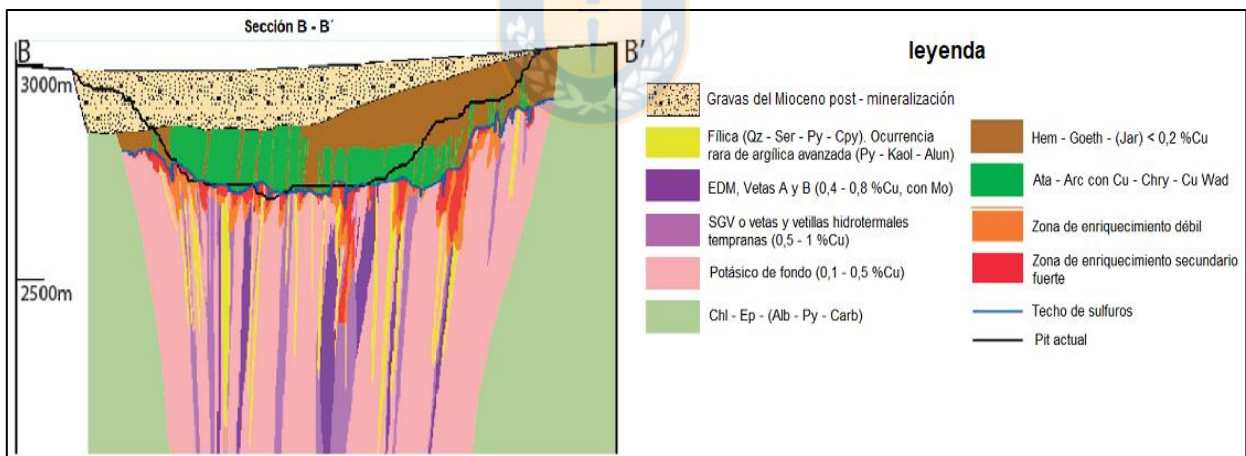 Sección B - B´
B
B’
3000m
2500m
leyenda
Gravas del Mioceno post - mineralización
Fílica (Qz - Ser - Py - Cpy). Ocurrencia
rara de argílica avanzada (Py - Kaol - Alun)
EDM, Vetas A y B (0,4 - 0,8 %Cu, con Mo)
SGV o vetas y vetillas hidrotermales
tempranas (0,5 - 1 %Cu)
Potásico de fondo (0,1 - 0,5 %Cu)
Chl - Ep - (Alb - Py - Carb)
Hem - Goeth - (Jar) < 0,2 %Cu
Ata - Arc con Cu - Chry - Cu Wad
Zona de enriquecimiento débil
Zona de enriquecimiento secundario
fuerte
Techo de sulfuros
Pit actual